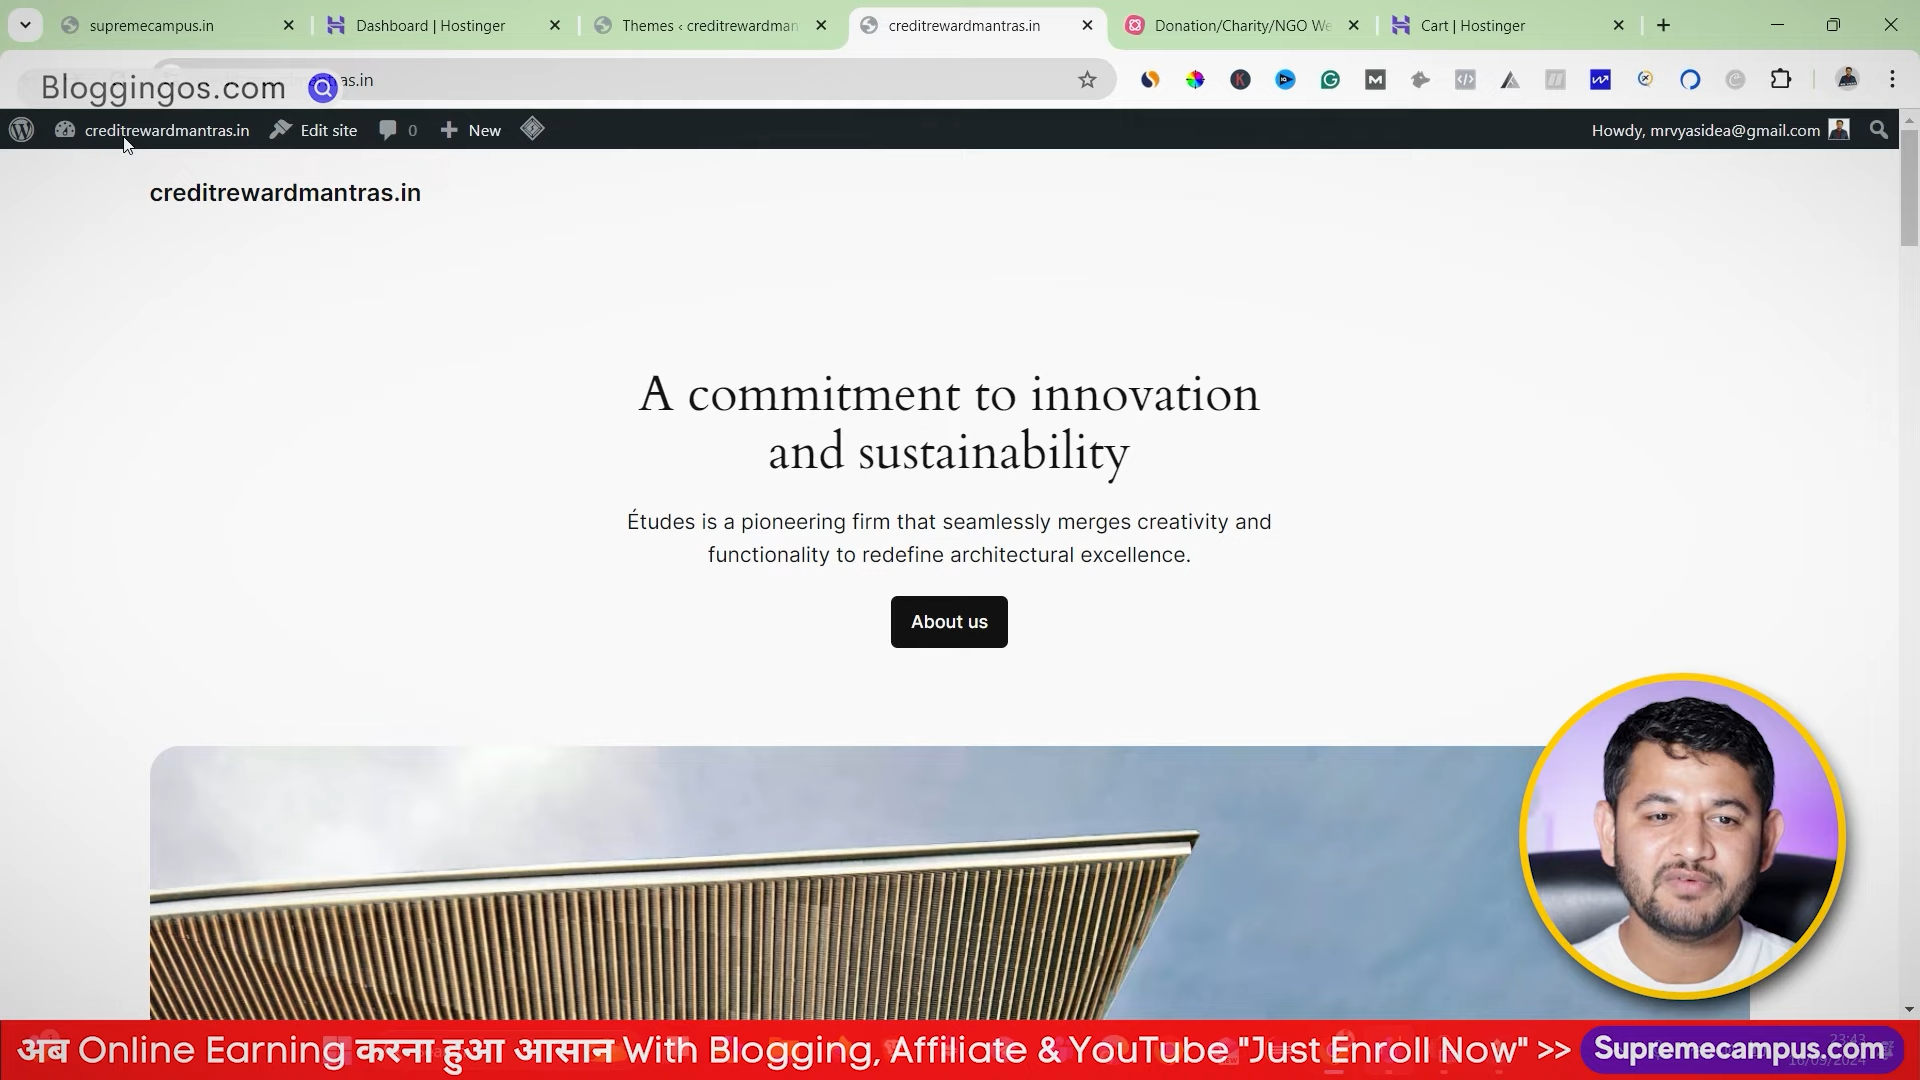 supremecampus.in
Dashboard | Hostinger
Themes ‹ creditrewardman
creditrewardmantras.in
Donation/Charity/NGO We
Cart | Hostinger
Bloggingos.com
as.in
creditrewardmantras.in
Edit site
0
New
Howdy, mrvyasidea@gmail.com
creditrewardmantras.in
A commitment to innovation
and sustainability
Études is a pioneering firm that seamlessly merges creativity and
functionality to redefine architectural excellence.
About us
अब Online Earning करना हुआ आसान With Blogging, Affiliate & YouTube "Just Enroll Now" >> Supremecampus.com